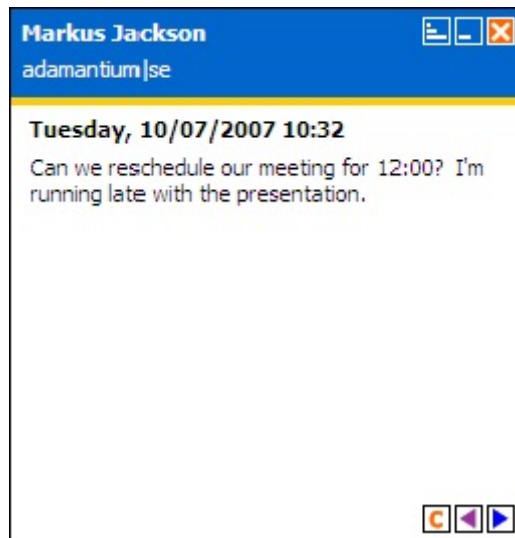 Markus Jackson
adamantium|se
Tuesday, 10/07/2007 10:32
Can we reschedule our meeting for 12:00? I'm
running late with the presentation.
C